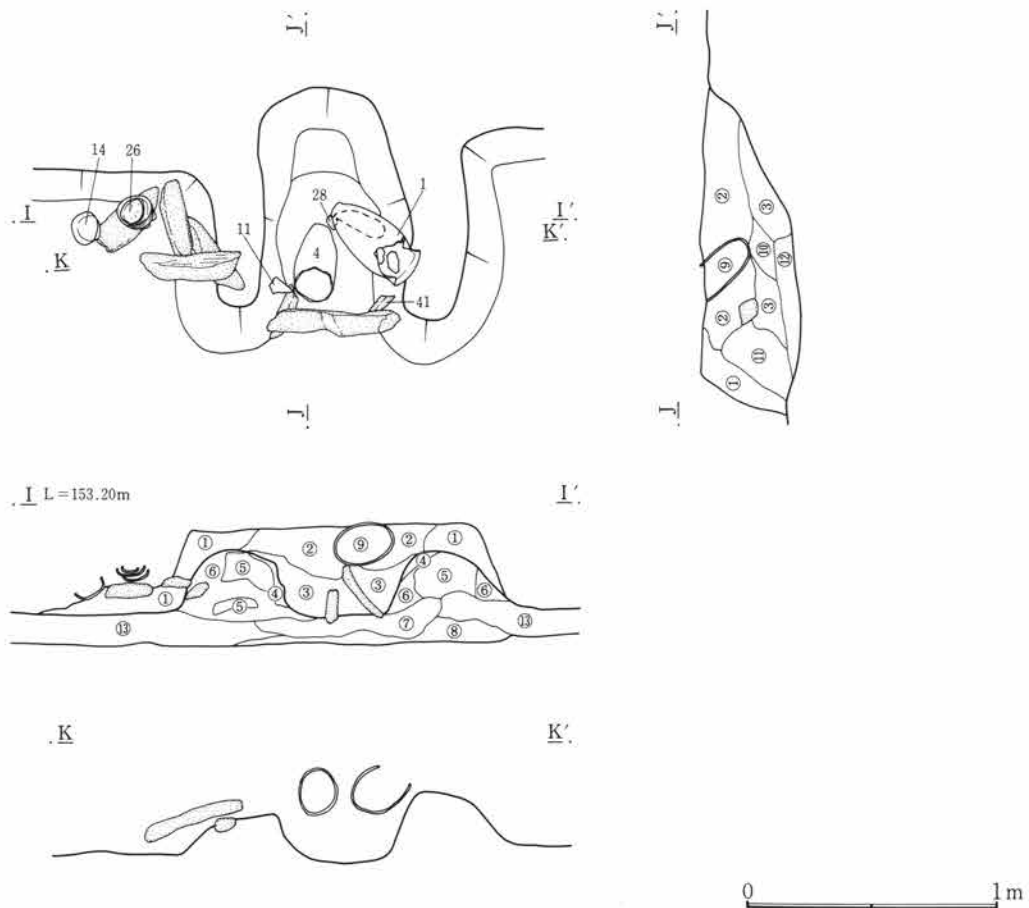 J′
J′
14
26
1
28
I
I′
K′
11
4
K
41
②
③
⑩
⑫
⑨
②
③
⑪
①
J
J
I L=153.20m
I′
①
②
⑨
②
①
⑤
④
⑤
⑥
③
③
④
⑥
⑥
①
⑤
⑦
⑬
⑧
⑬
K
K′
0
1m